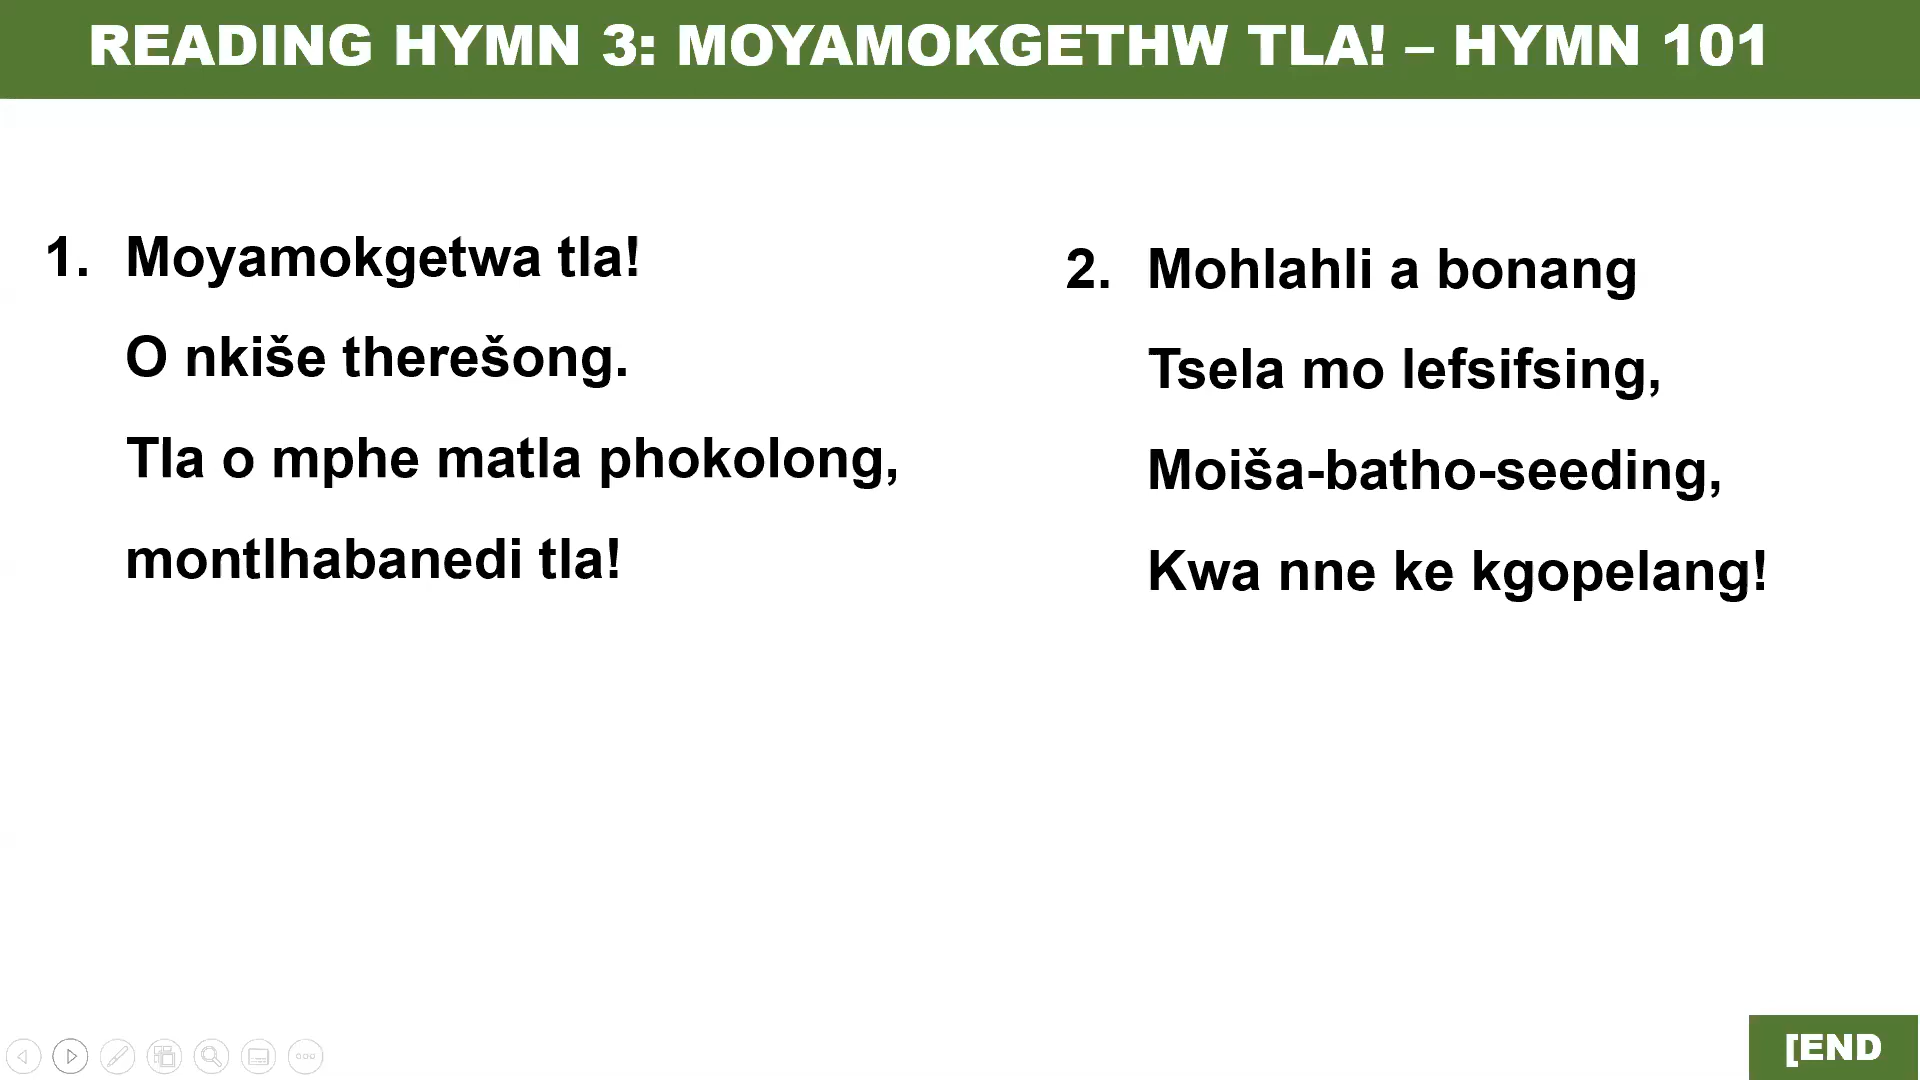 READING HYMN 3: MOYAMOKGETHW TLA! – HYMN 101
1. Moyamokgetwa tla!
O nkiše therešong.
Tla o mphe matla phokolong,
montlhabanedi tla!
2. Mohlahli a bonang
Tsela mo lefsifsing,
Moiša-batho-seeding,
Kwa nne ke kgopelang!
[END